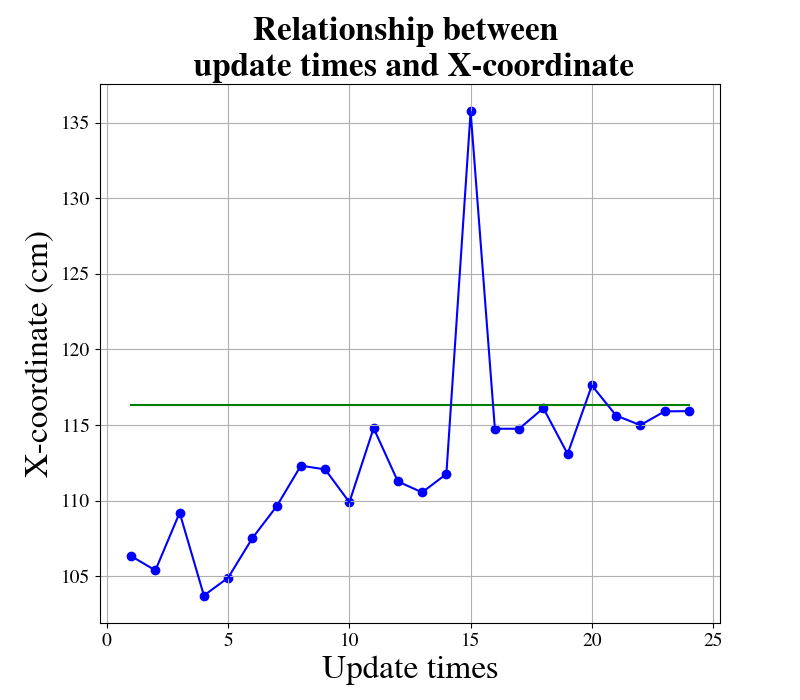 Relationship between
update times and X-coordinate
X-coordinate (cm)
135
130
125
120
115
110
105
0 5 10 15 20 25
Update times